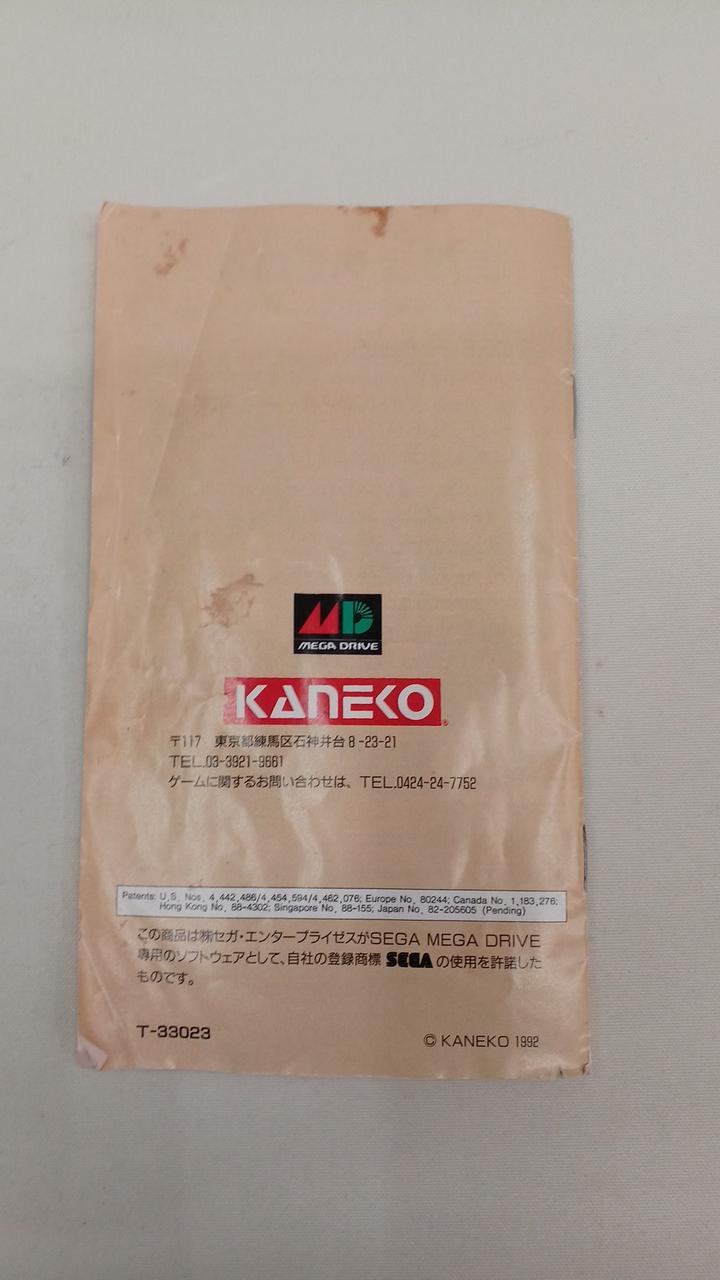 MD
MEGA DRIVE
KANEKO®
〒117 東京都練馬区石神井台8-23-21
TEL.03-3921-9661
ゲームに関するお問い合わせは、TEL.0424-24-7752
Patents: U.S. Nos. 4,442,486/4,454,594/4,462,076; Europe No. 80244; Canada No. 1,183,276;
Hong Kong No. 88-4302; Singapore No. 88-155; Japan No. 82-205605 (Pending)
この商品は㈱セガ・エンタープライゼスがSEGA MEGA DRIVE
専用のソフトウェアとして、自社の登録商標 SEGA の使用を許諾した
ものです。
T-33023
© KANEKO 1992